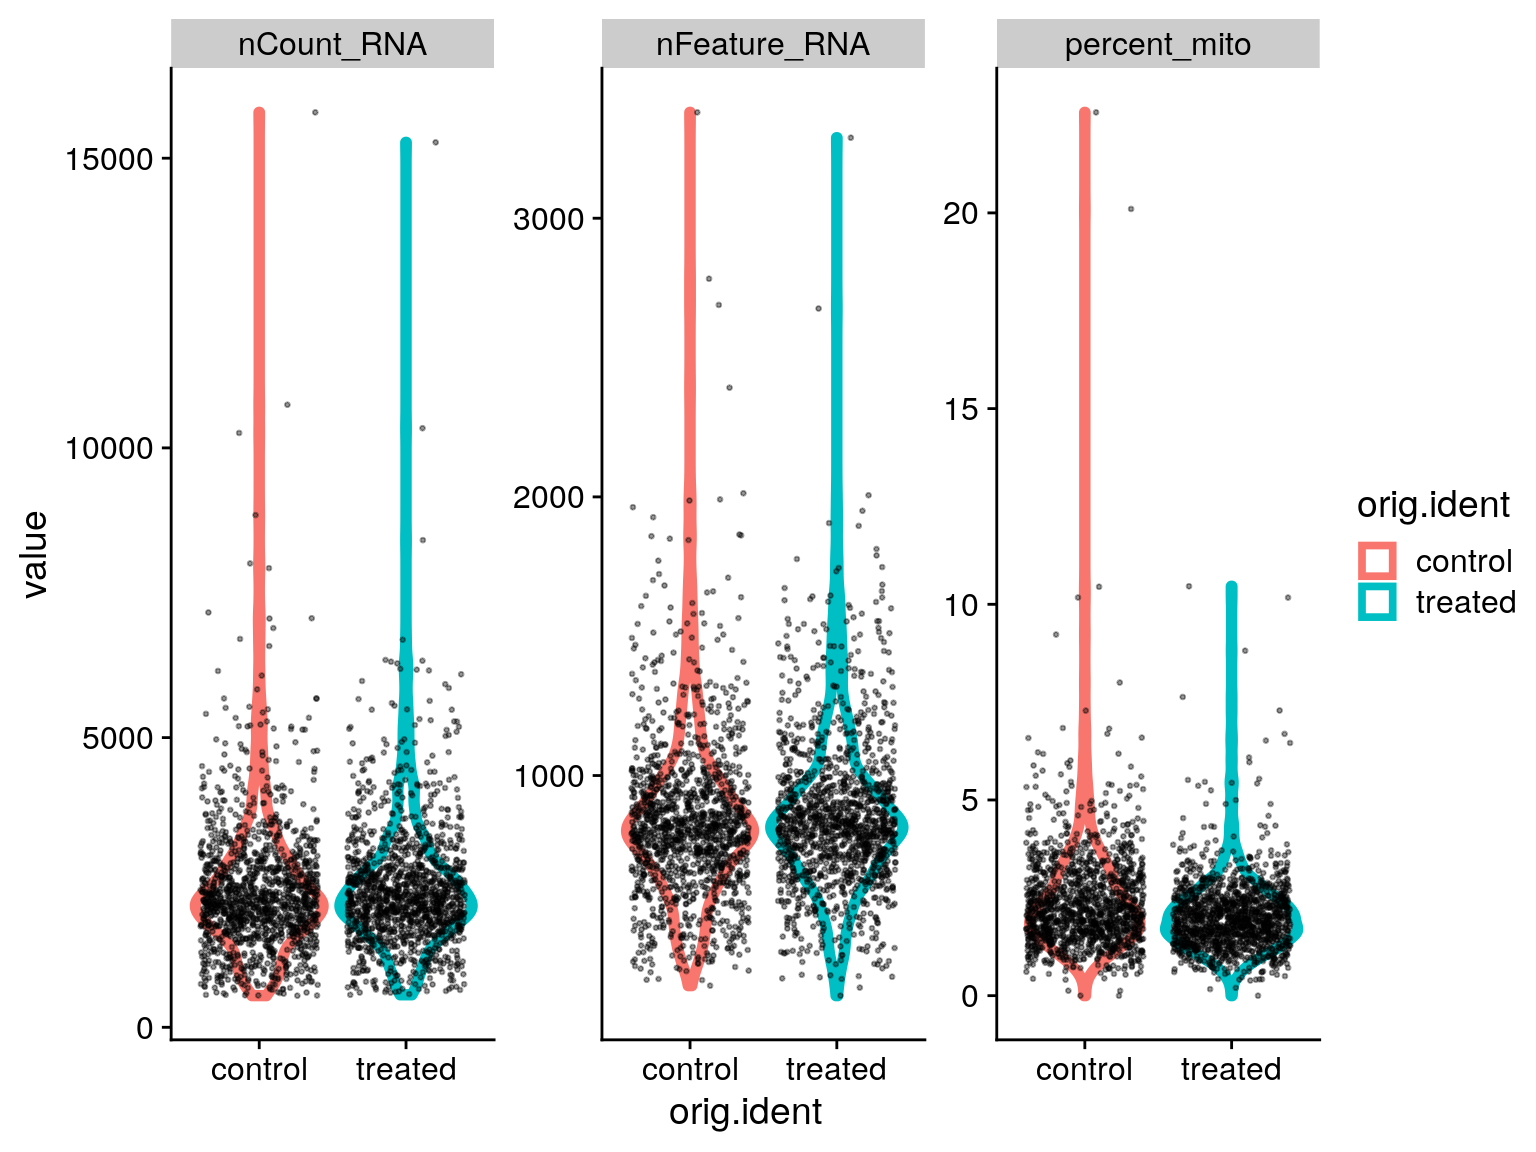 nCount_RNA
nFeature_RNA
percent_mito
value
15000
10000
5000
0
3000
2000
1000
20
15
10
5
0
control
treated
control
treated
control
treated
orig.ident
orig.ident
control
treated